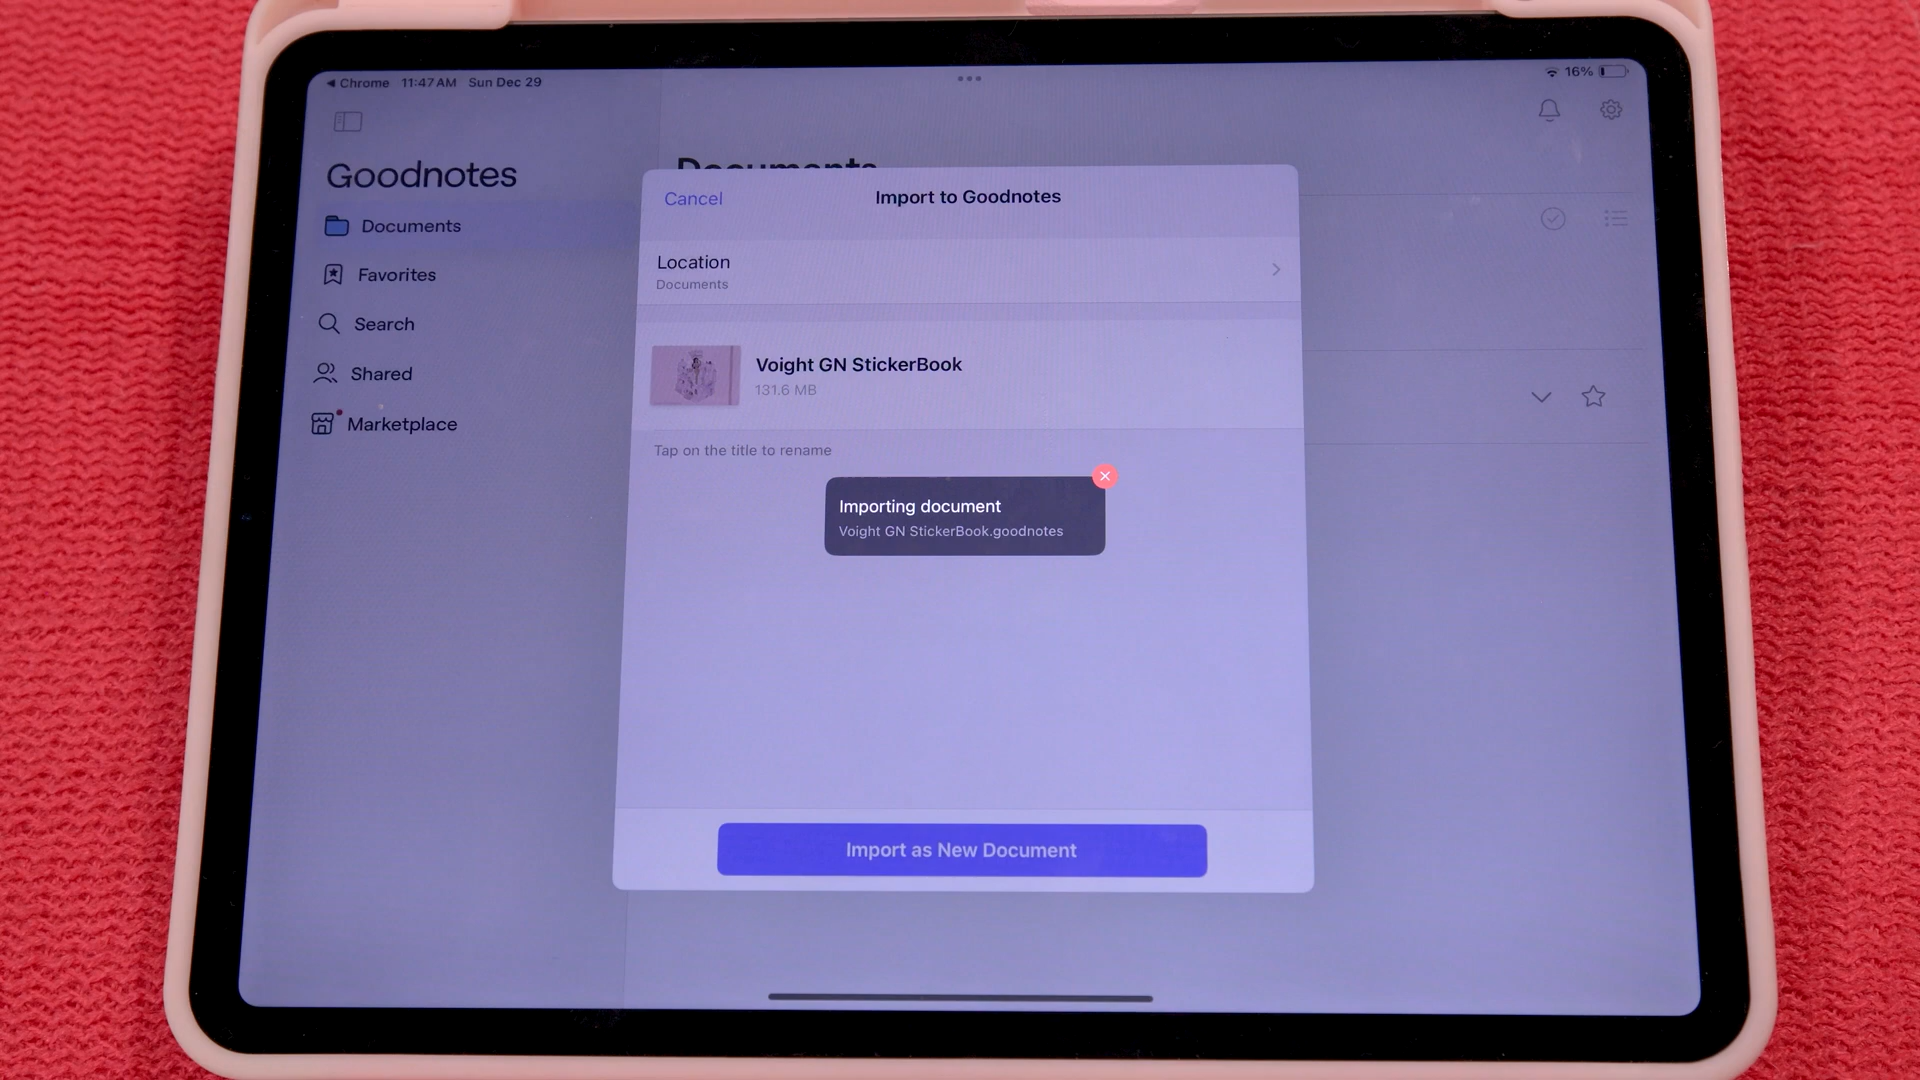 Chrome 11:47 AM Sun Dec 29
16%
Goodnotes
Documents
Favorites
Search
Shared
Marketplace
Documents
Cancel
Import to Goodnotes
Location
Documents
Voight GN StickerBook
131.6 MB
Tap on the title to rename
Importing document
Voight GN StickerBook.goodnotes
Import as New Document